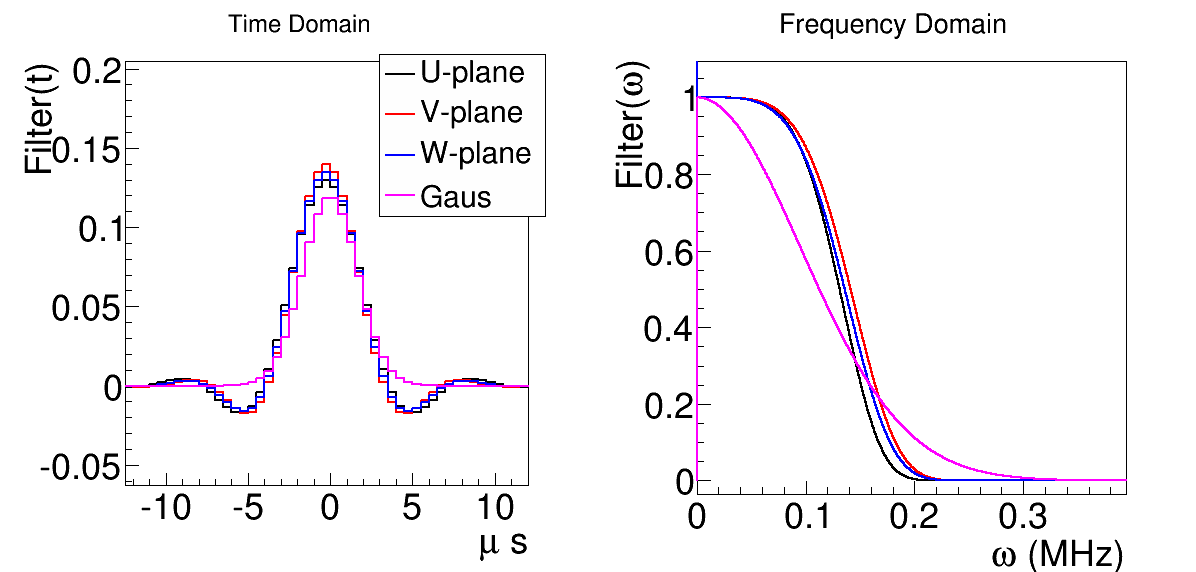 Time Domain
Filter(t)
0.2
0.15
0.1
0.05
0
-0.05
-10
-5
0
5
10
μ s
U-plane
V-plane
W-plane
Gaus
Frequency Domain
Filter(ω)
1
0.8
0.6
0.4
0.2
0
0
0.1
0.2
0.3
ω (MHz)